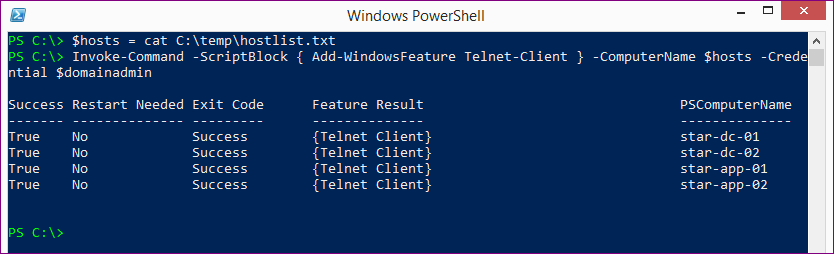 Windows PowerShell
PS C:\> $hosts = cat C:\temp\hostlist.txt
PS C:\> Invoke-Command -ScriptBlock { Add-WindowsFeature Telnet-Client } -ComputerName $hosts -Crede
ntial $domainadmin
Success Restart Needed Exit Code      Feature Result                                PSComputerName
------- -------------- ---------      --------------                                --------------
True    No             Success        {Telnet Client}                               star-dc-01
True    No             Success        {Telnet Client}                               star-dc-02
True    No             Success        {Telnet Client}                               star-app-01
True    No             Success        {Telnet Client}                               star-app-02
PS C:\>